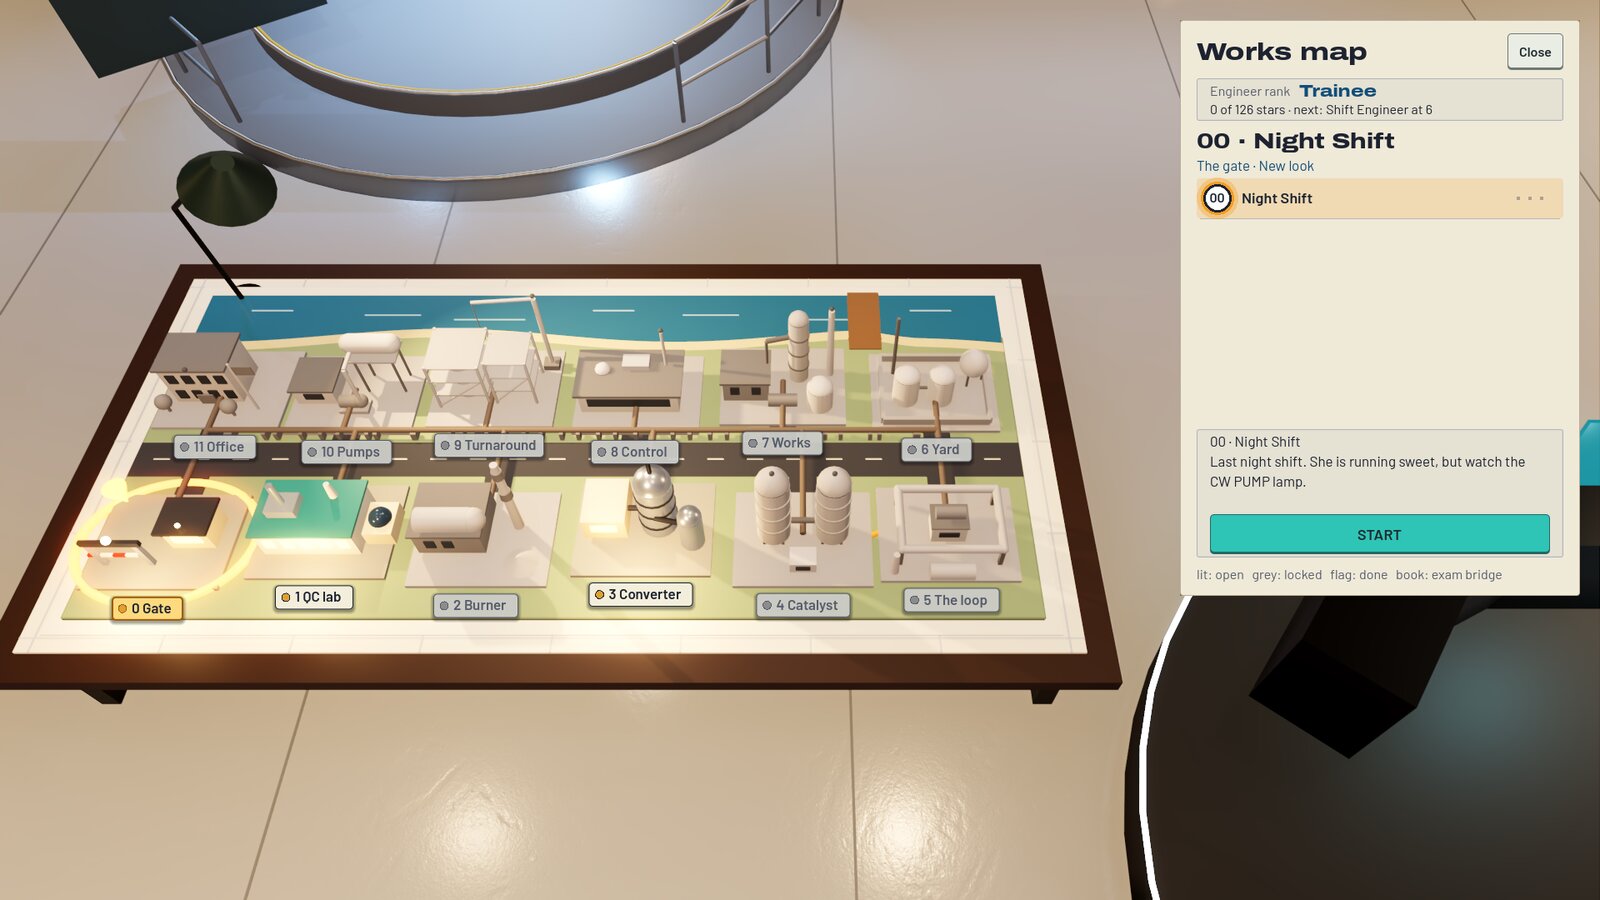 Works map
Close
Engineer rank Trainee
0 of 126 stars · next: Shift Engineer at 6
00 · Night Shift
The gate · New look
00 Night Shift
00 · Night Shift
Last night shift. She is running sweet, but watch the
CW PUMP lamp.
START
lit: open grey: locked flag: done book: exam bridge
11 Office
10 Pumps
9 Turnaround
8 Control
7 Works
6 Yard
0 Gate
1 QC lab
2 Burner
3 Converter
4 Catalyst
5 The loop